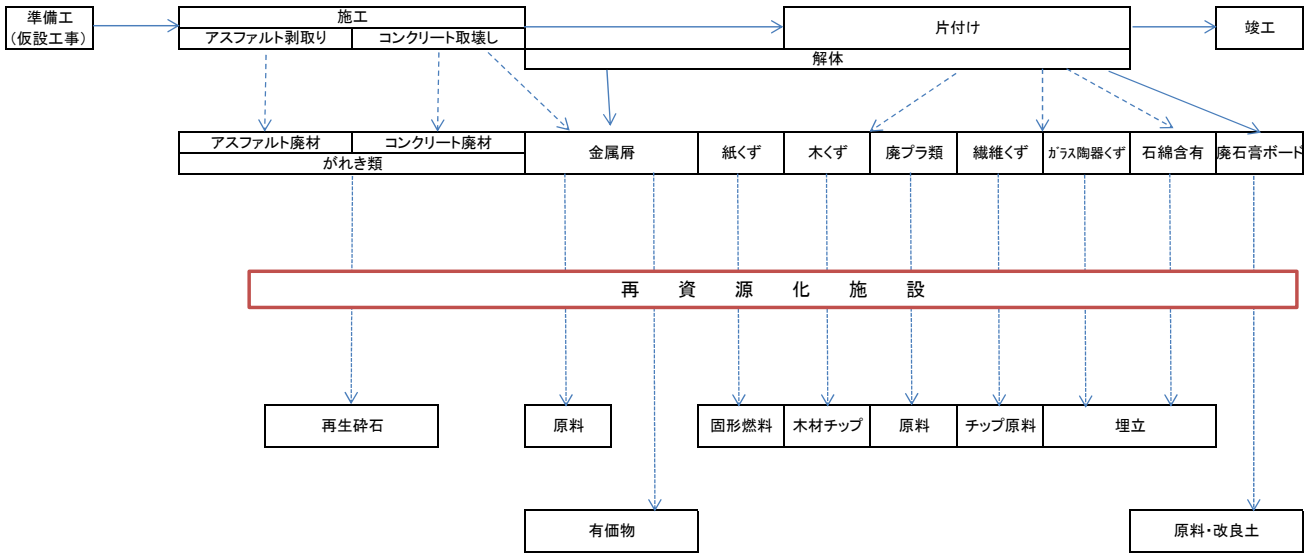 準備工
(仮設工事)
施工
アスファルト剥取り
コンクリート取壊し
片付け
解体
竣工
アスファルト廃材
コンクリート廃材
がれき類
金属屑
紙くず
木くず
廃プラ類
繊維くず
ガラス陶器くず
石綿含有
廃石膏ボード
再資源化施設
再生砕石
原料
固形燃料
木材チップ
原料
チップ原料
埋立
有価物
原料・改良土